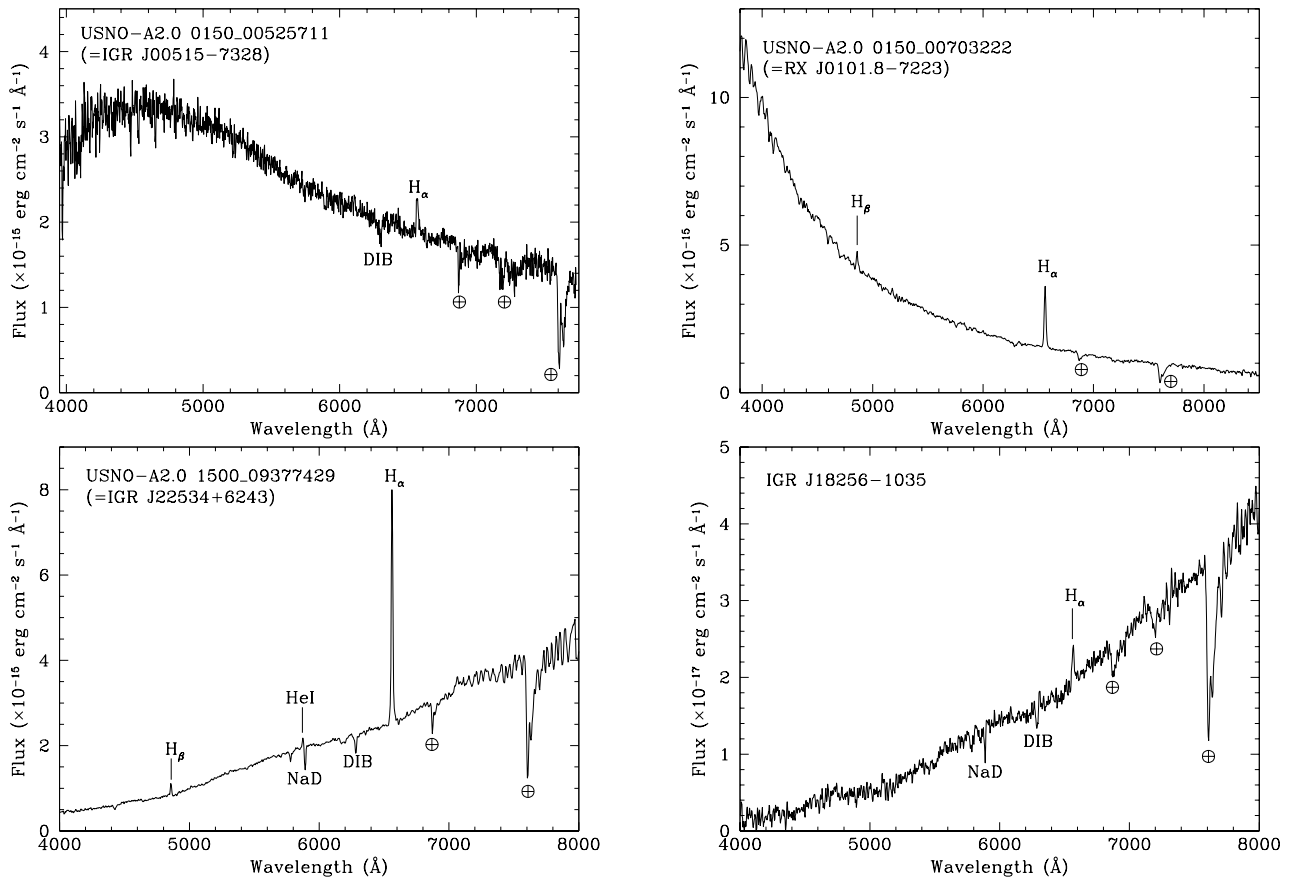 USNO-A2.0 0150_00525711
(=IGR J00515-7328)
Flux (×10⁻¹⁵ erg cm⁻² s⁻¹ Å⁻¹)
4
3
2
1
0
Hα
DIB
⊕
⊕
⊕
4000 5000 6000 7000
Wavelength (Å)
USNO-A2.0 0150_00703222
(=RX J0101.8-7223)
Flux (×10⁻¹⁵ erg cm⁻² s⁻¹ Å⁻¹)
10
5
0
Hβ
Hα
⊕
⊕
4000 5000 6000 7000 8000
Wavelength (Å)
USNO-A2.0 1500_09377429
(=IGR J22534+6243)
Flux (×10⁻¹⁵ erg cm⁻² s⁻¹ Å⁻¹)
8
6
4
2
0
Hα
HeI
Hβ
NaD
DIB
⊕
⊕
4000 5000 6000 7000 8000
Wavelength (Å)
IGR J18256-1035
Flux (×10⁻¹⁷ erg cm⁻² s⁻¹ Å⁻¹)
5
4
3
2
1
0
Hα
DIB
NaD
⊕
⊕
⊕
4000 5000 6000 7000 8000
Wavelength (Å)